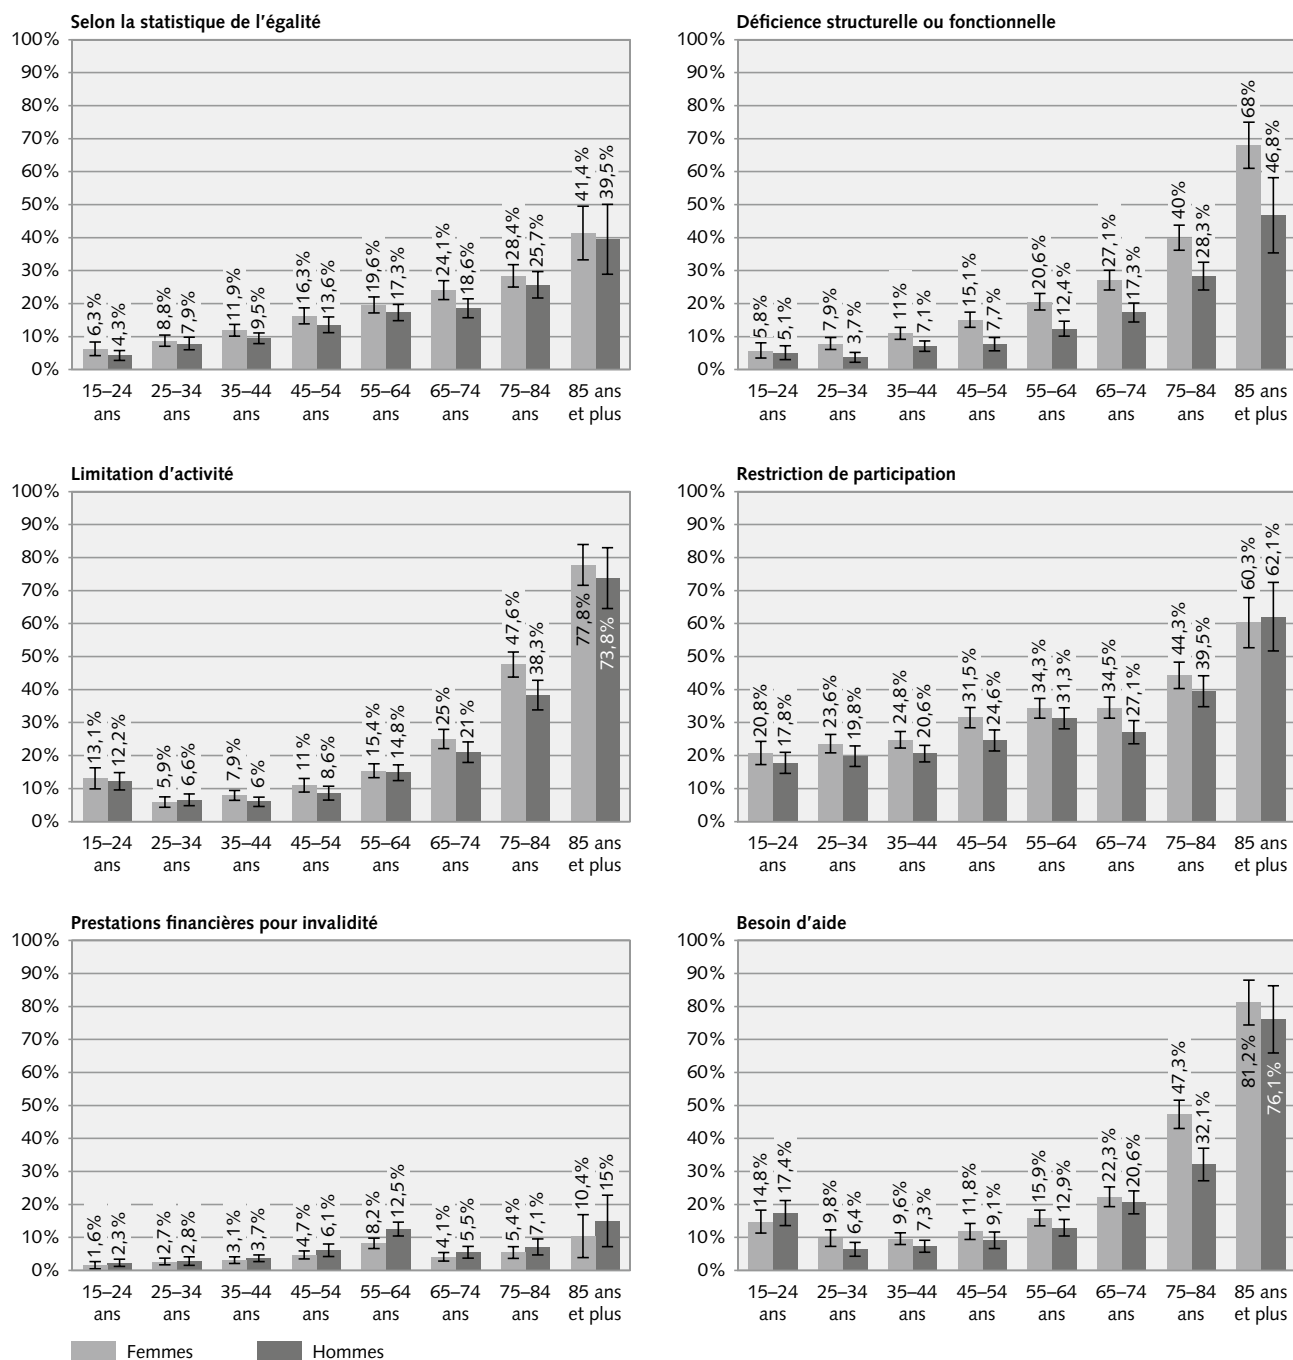 Selon la statistique de l'égalité
100%
90%
80%
70%
60%
50%
40%
30%
20%
10%
0%
6,3% 4,3% 8,8% 7,9% 11,9% 9,5% 16,3% 13,6% 19,6% 17,3% 24,1% 18,6% 28,4% 25,7% 41,4% 39,5%
15–24 25–34 35–44 45–54 55–64 65–74 75–84 85 ans
ans ans ans ans ans ans ans et plus
Déficience structurelle ou fonctionnelle
100%
90%
80%
70%
60%
50%
40%
30%
20%
10%
0%
5,8% 5,1% 7,9% 3,7% 11% 7,1% 15,1% 7,7% 20,6% 12,4% 27,1% 17,3% 40% 28,3% 68% 46,8%
15–24 25–34 35–44 45–54 55–64 65–74 75–84 85 ans
ans ans ans ans ans ans ans et plus
Limitation d'activité
100%
90%
80%
70%
60%
50%
40%
30%
20%
10%
0%
13,1% 12,2% 5,9% 6,6% 7,9% 6% 11% 8,6% 15,4% 14,8% 25% 21% 47,6% 38,3% 77,8% 73,8%
15–24 25–34 35–44 45–54 55–64 65–74 75–84 85 ans
ans ans ans ans ans ans ans et plus
Restriction de participation
100%
90%
80%
70%
60%
50%
40%
30%
20%
10%
0%
20,8% 17,8% 23,6% 19,8% 24,8% 20,6% 31,5% 24,6% 34,3% 31,3% 34,5% 27,1% 44,3% 39,5% 60,3% 62,1%
15–24 25–34 35–44 45–54 55–64 65–74 75–84 85 ans
ans ans ans ans ans ans ans et plus
Prestations financières pour invalidité
100%
90%
80%
70%
60%
50%
40%
30%
20%
10%
0%
1,6% 2,3% 2,7% 2,8% 3,1% 3,7% 4,7% 6,1% 8,2% 12,5% 4,1% 5,5% 5,4% 7,1% 10,4% 15%
15–24 25–34 35–44 45–54 55–64 65–74 75–84 85 ans
ans ans ans ans ans ans ans et plus
Besoin d'aide
100%
90%
80%
70%
60%
50%
40%
30%
20%
10%
0%
14,8% 17,4% 9,8% 6,4% 9,6% 7,3% 11,8% 9,1% 15,9% 12,9% 22,3% 20,6% 47,3% 32,1% 81,2% 76,1%
15–24 25–34 35–44 45–54 55–64 65–74 75–84 85 ans
ans ans ans ans ans ans ans et plus
Femmes Hommes